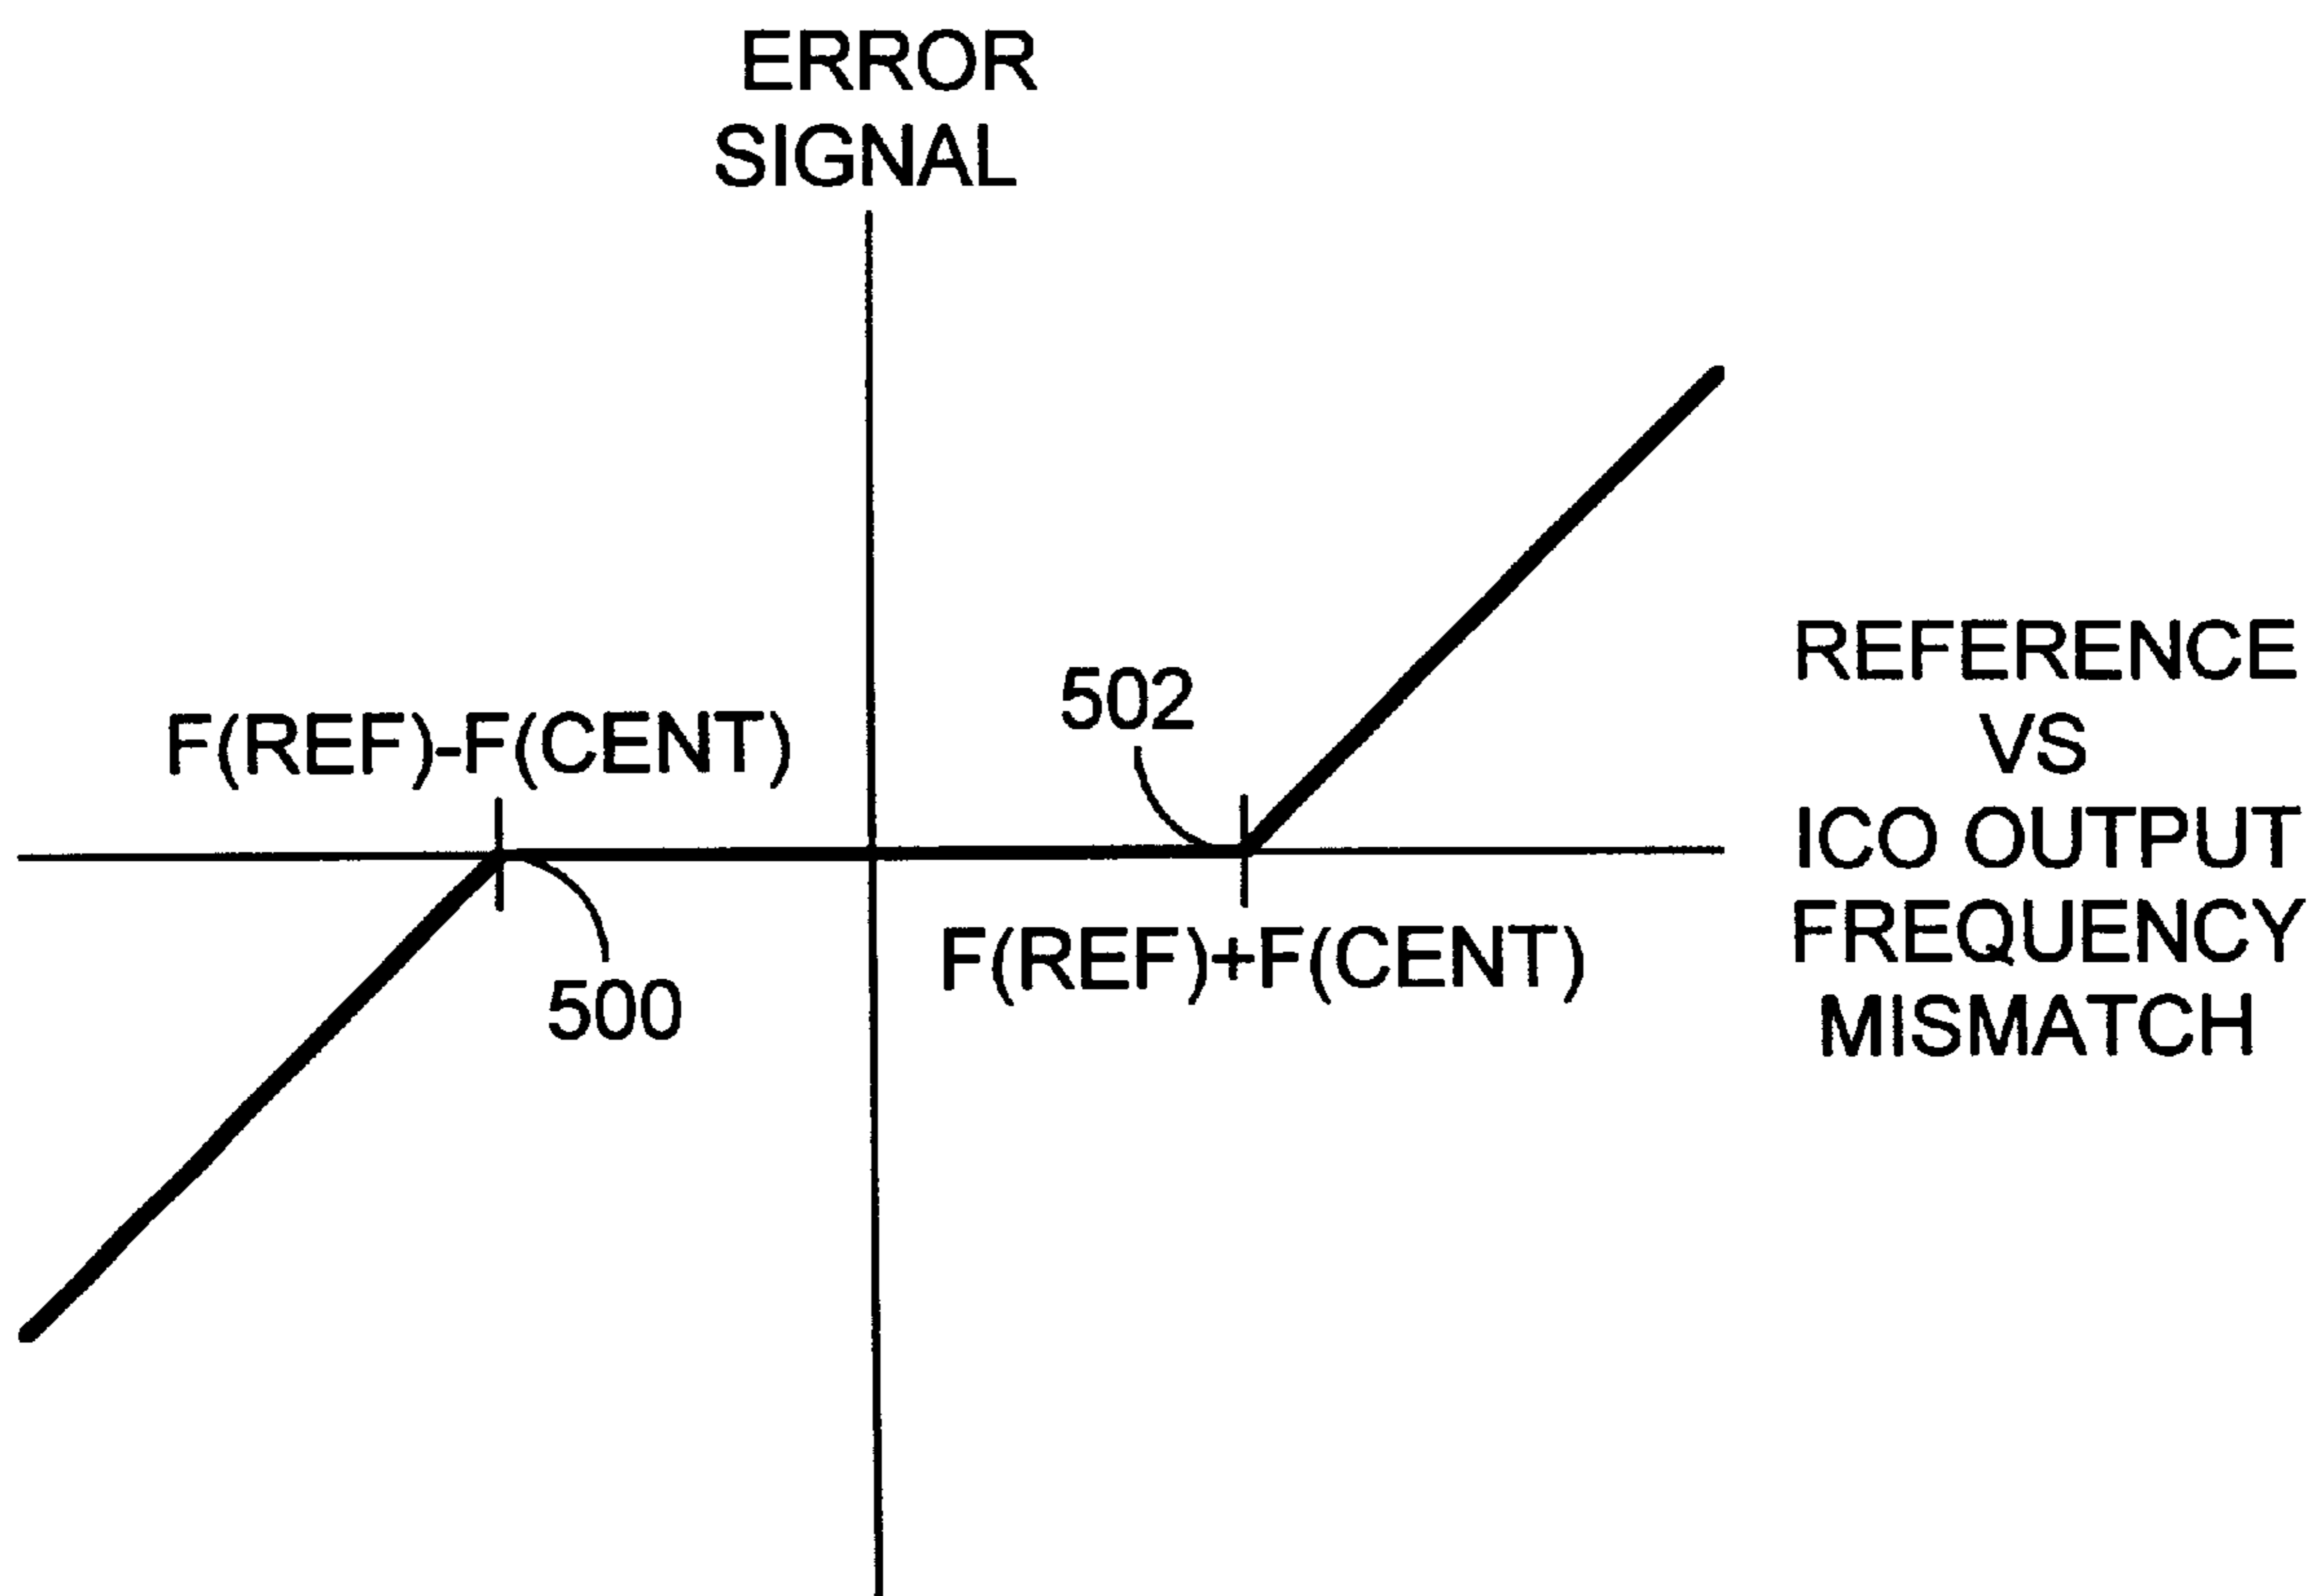 ERROR
SIGNAL
F(REF)-F(CENT)
502
500
F(REF)+F(CENT)
REFERENCE
VS
ICO OUTPUT
FREQUENCY
MISMATCH